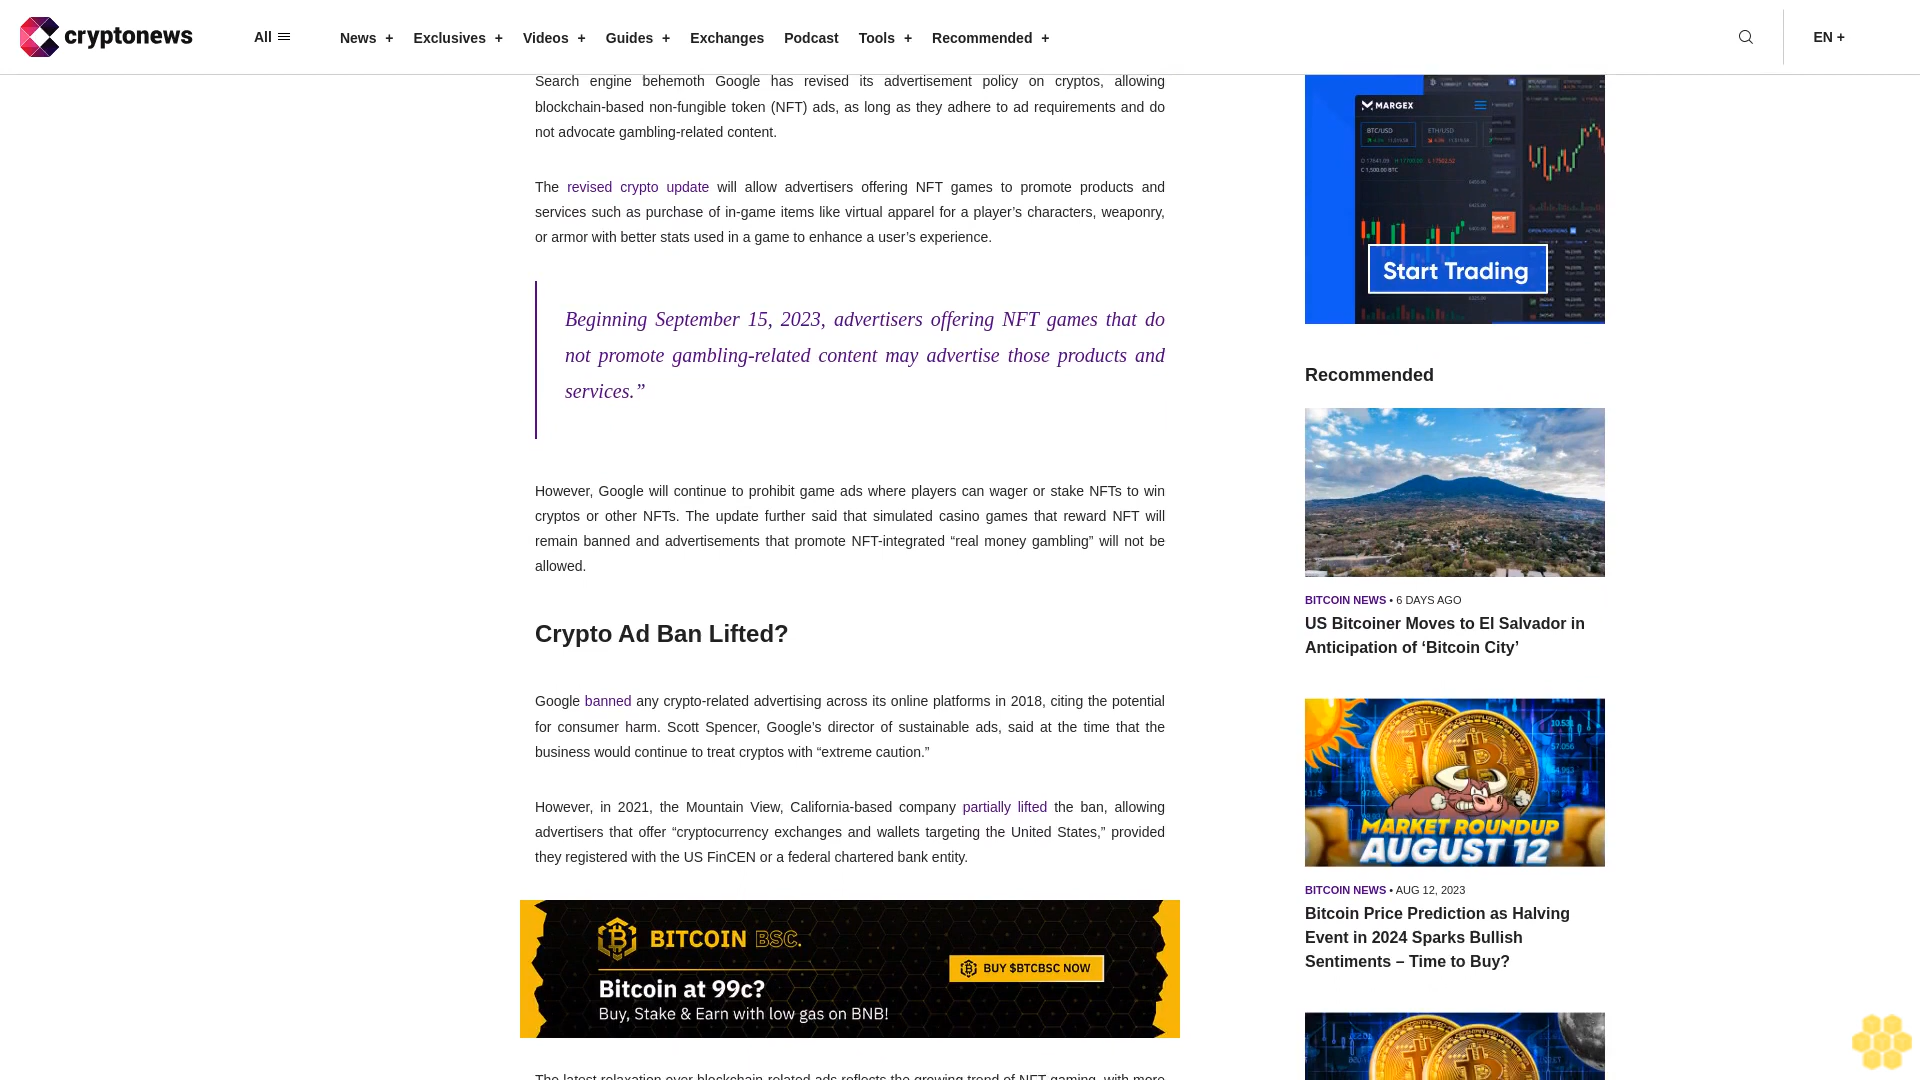 cryptonews
All
News +
Exclusives +
Videos +
Guides +
Exchanges
Podcast
Tools +
Recommended +
EN +
Search engine behemoth Google has revised its advertisement policy on cryptos, allowing
blockchain-based non-fungible token (NFT) ads, as long as they adhere to ad requirements and do
not advocate gambling-related content.
The revised crypto update will allow advertisers offering NFT games to promote products and
services such as purchase of in-game items like virtual apparel for a player’s characters, weaponry,
or armor with better stats used in a game to enhance a user’s experience.
Beginning September 15, 2023, advertisers offering NFT games that do
not promote gambling-related content may advertise those products and
services.”
However, Google will continue to prohibit game ads where players can wager or stake NFTs to win
cryptos or other NFTs. The update further said that simulated casino games that reward NFT will
remain banned and advertisements that promote NFT-integrated “real money gambling” will not be
allowed.
Crypto Ad Ban Lifted?
Google banned any crypto-related advertising across its online platforms in 2018, citing the potential
for consumer harm. Scott Spencer, Google’s director of sustainable ads, said at the time that the
business would continue to treat cryptos with “extreme caution.”
However, in 2021, the Mountain View, California-based company partially lifted the ban, allowing
advertisers that offer “cryptocurrency exchanges and wallets targeting the United States,” provided
they registered with the US FinCEN or a federal chartered bank entity.
BITCOIN BSC.
Bitcoin at 99c?
Buy, Stake & Earn with low gas on BNB!
BUY $BTCBSC NOW
The latest relaxation over blockchain-related ads reflects the growing trend of NFT gaming, with more
MARGEX
BTC/USD
ETH/USD
OPEN POSITIONS
Start Trading
Recommended
BITCOIN NEWS • 6 DAYS AGO
US Bitcoiner Moves to El Salvador in
Anticipation of ‘Bitcoin City’
MARKET ROUNDUP
AUGUST 12
BITCOIN NEWS • AUG 12, 2023
Bitcoin Price Prediction as Halving
Event in 2024 Sparks Bullish
Sentiments – Time to Buy?